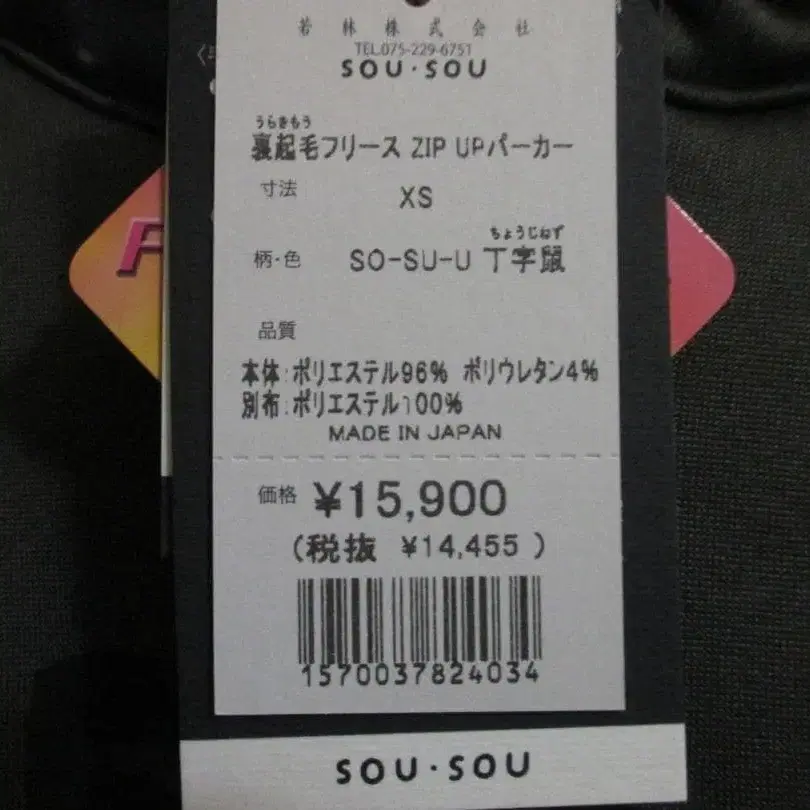 若林株式会社
TEL.075-229-6751
SOU・SOU
うらきもう
裏起毛フリース ZIP UPパーカー
寸法 XS
ちょうじねず
柄・色 SO-SU-U 丁字鼠
品質
本体:ポリエステル96% ポリウレタン4%
別布:ポリエステル100%
MADE IN JAPAN
価格 ¥15,900
(税抜 ¥14,455 )
1570037824034
SOU・SOU
F